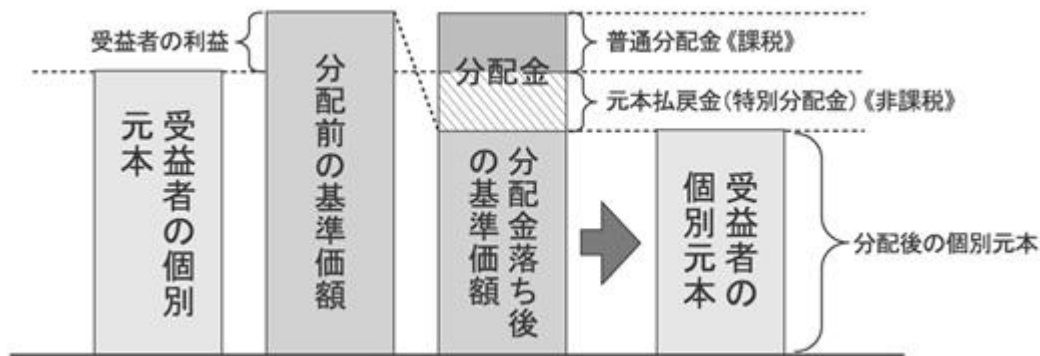 受益者の利益
受益者の個別
元本
分配前の基準価額
分配金
分配金落ち後
の基準価額
普通分配金《課税》
元本払戻金(特別分配金)《非課税》
受益者の
個別元本
分配後の個別元本